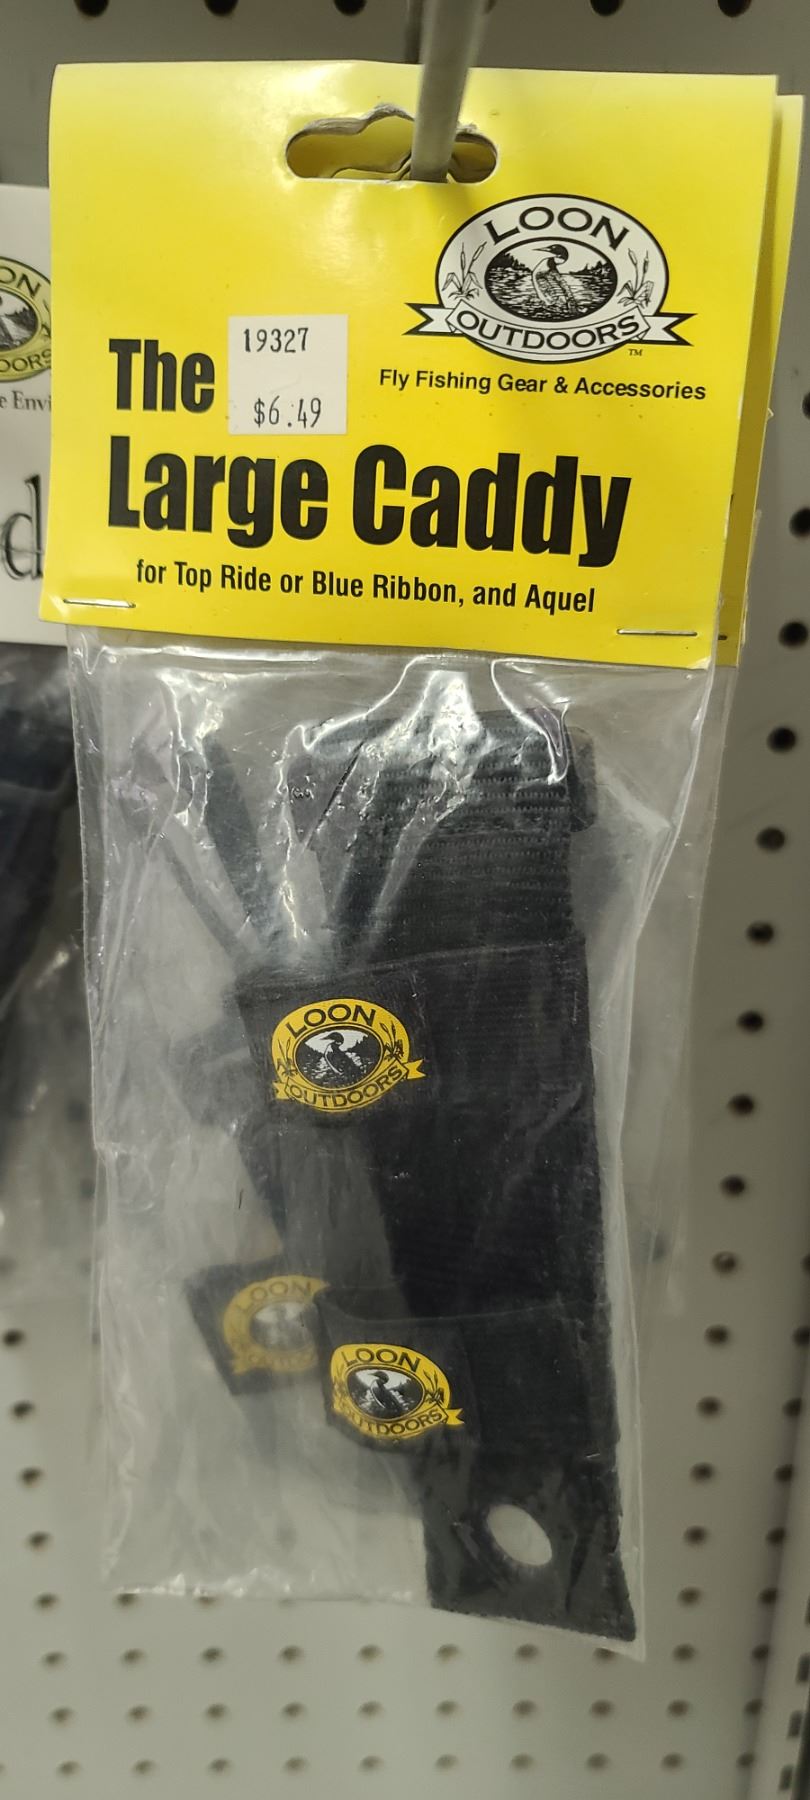 LOON
OUTDOORS
TM
Fly Fishing Gear & Accessories
19327
$6.49
The
Large Caddy
for Top Ride or Blue Ribbon, and Aquel
LOON
OUTDOORS
LOON
LOON
OUTDOORS